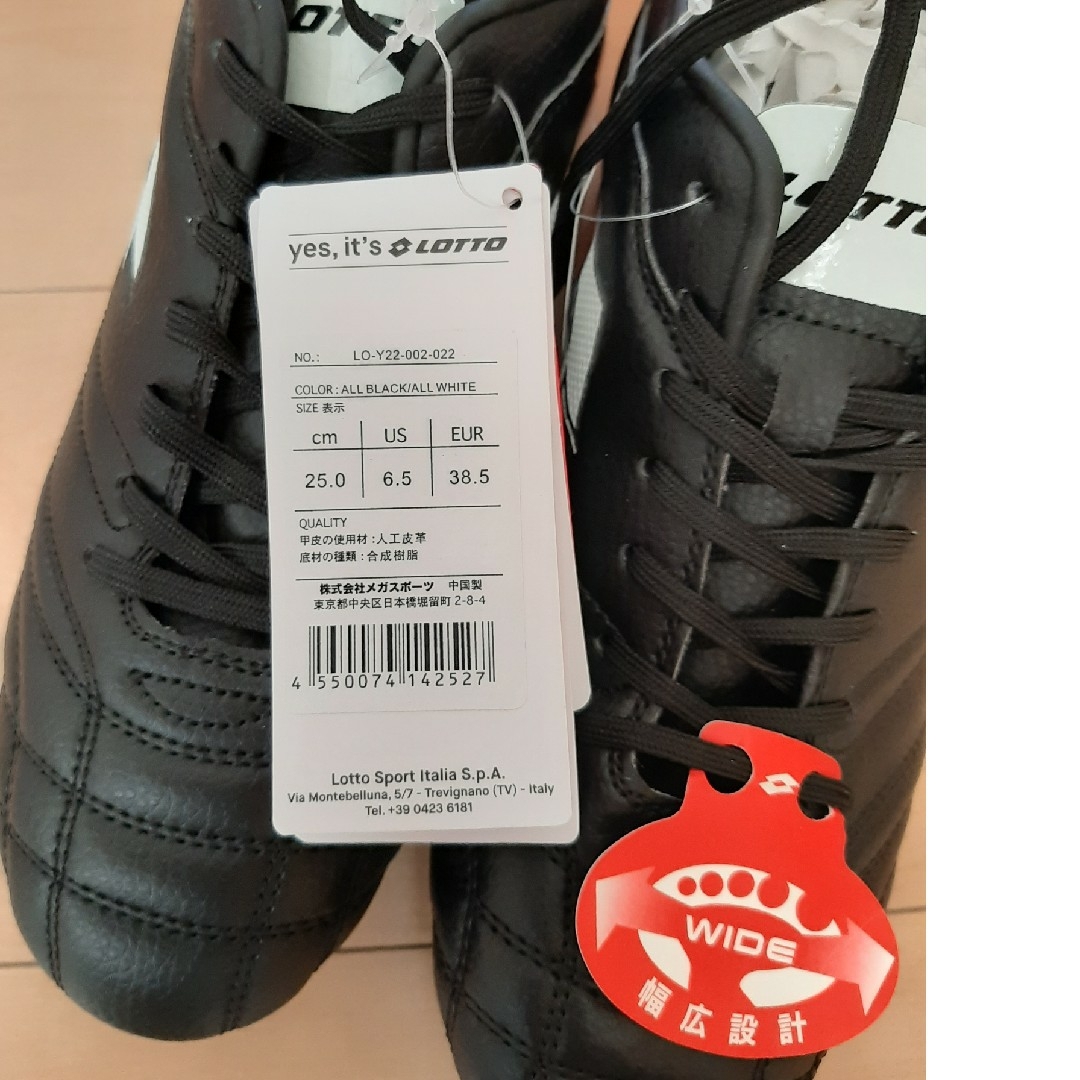 LOTTO
yes, it's LOTTO
NO.: LO-Y22-002-022
COLOR : ALL BLACK/ALL WHITE
SIZE 表示
cm US EUR
25.0 6.5 38.5
QUALITY
甲皮の使用材 : 人工皮革
底材の種類 : 合成樹脂
株式会社メガスポーツ 中国製
東京都中央区日本橋堀留町 2-8-4
4 550074 142527
Lotto Sport Italia S.p.A.
Via Montebelluna, 5/7 - Trevignano (TV) - Italy
Tel. +39 0423 6181
WIDE
幅広設計